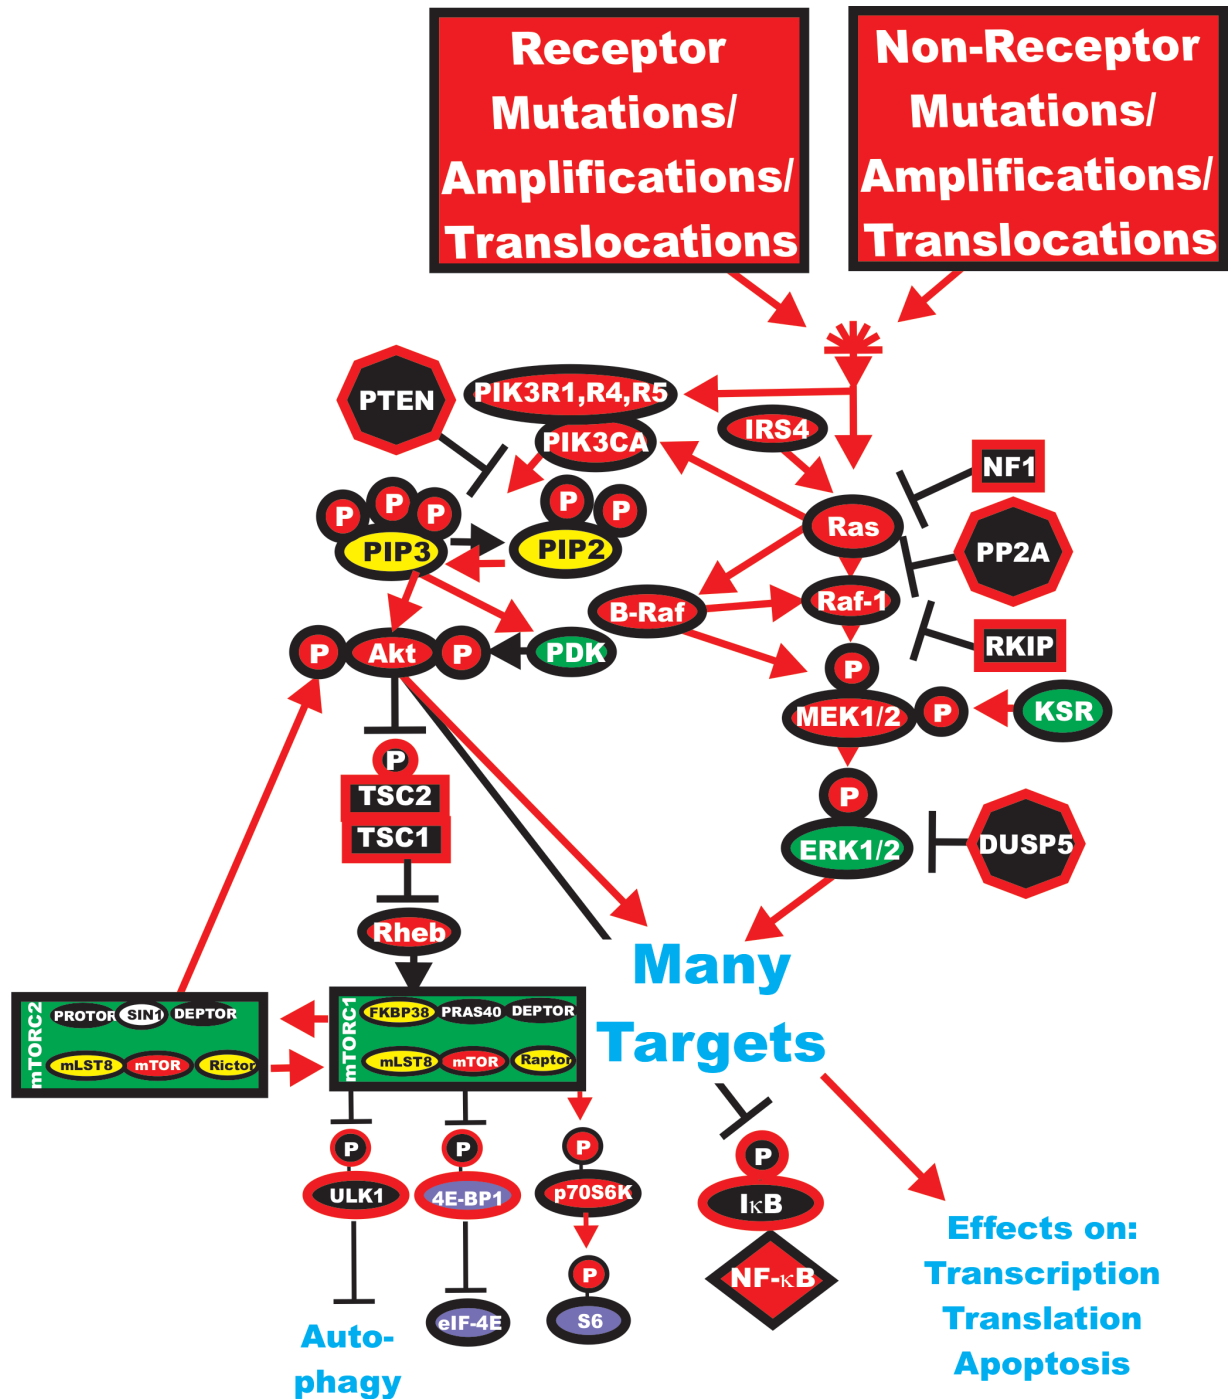 Receptor
Mutations/
Amplifications/
Translocations
Non-Receptor
Mutations/
Amplifications/
Translocations
PTEN
PIK3R1,R4,R5
PIK3CA
IRS4
NF1
P
P
P
P
P
PIP3
PIP2
Ras
PP2A
B-Raf
Raf-1
RKIP
P
Akt
P
PDK
P
MEK1/2
P
KSR
P
TSC2
TSC1
P
ERK1/2
DUSP5
Rheb
Many
Targets
mTORC2
PROTOR
SIN1
DEPTOR
mLST8
mTOR
Rictor
mTORC1
FKBP38
PRAS40
DEPTOR
mLST8
mTOR
Raptor
P
ULK1
P
4E-BP1
P
p70S6K
P
IκB
NF-κB
P
S6
eIF-4E
Auto-
phagy
Effects on:
Transcription
Translation
Apoptosis